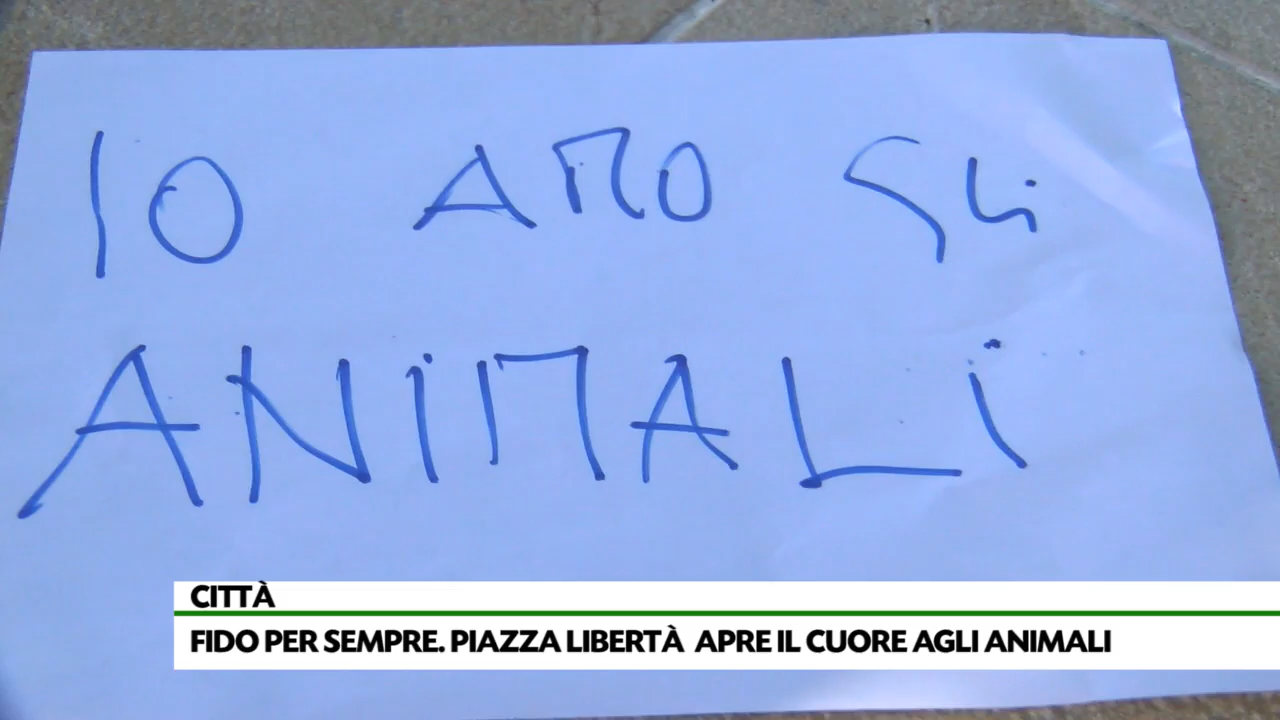 IO AMO GLi
ANiMALi
CITTÀ
FIDO PER SEMPRE. PIAZZA LIBERTÀ APRE IL CUORE AGLI ANIMALI